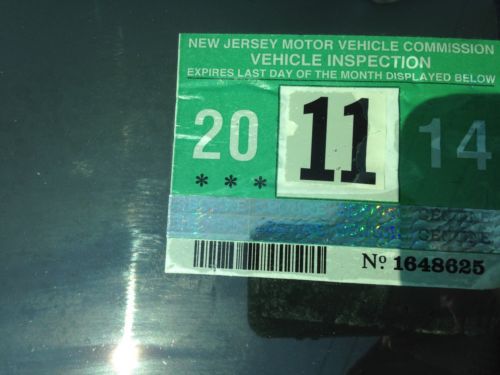 NEW JERSEY MOTOR VEHICLE COMMISSION
VEHICLE INSPECTION
EXPIRES LAST DAY OF THE MONTH DISPLAYED BELOW
20 11 14
* * *
Nº 1648625